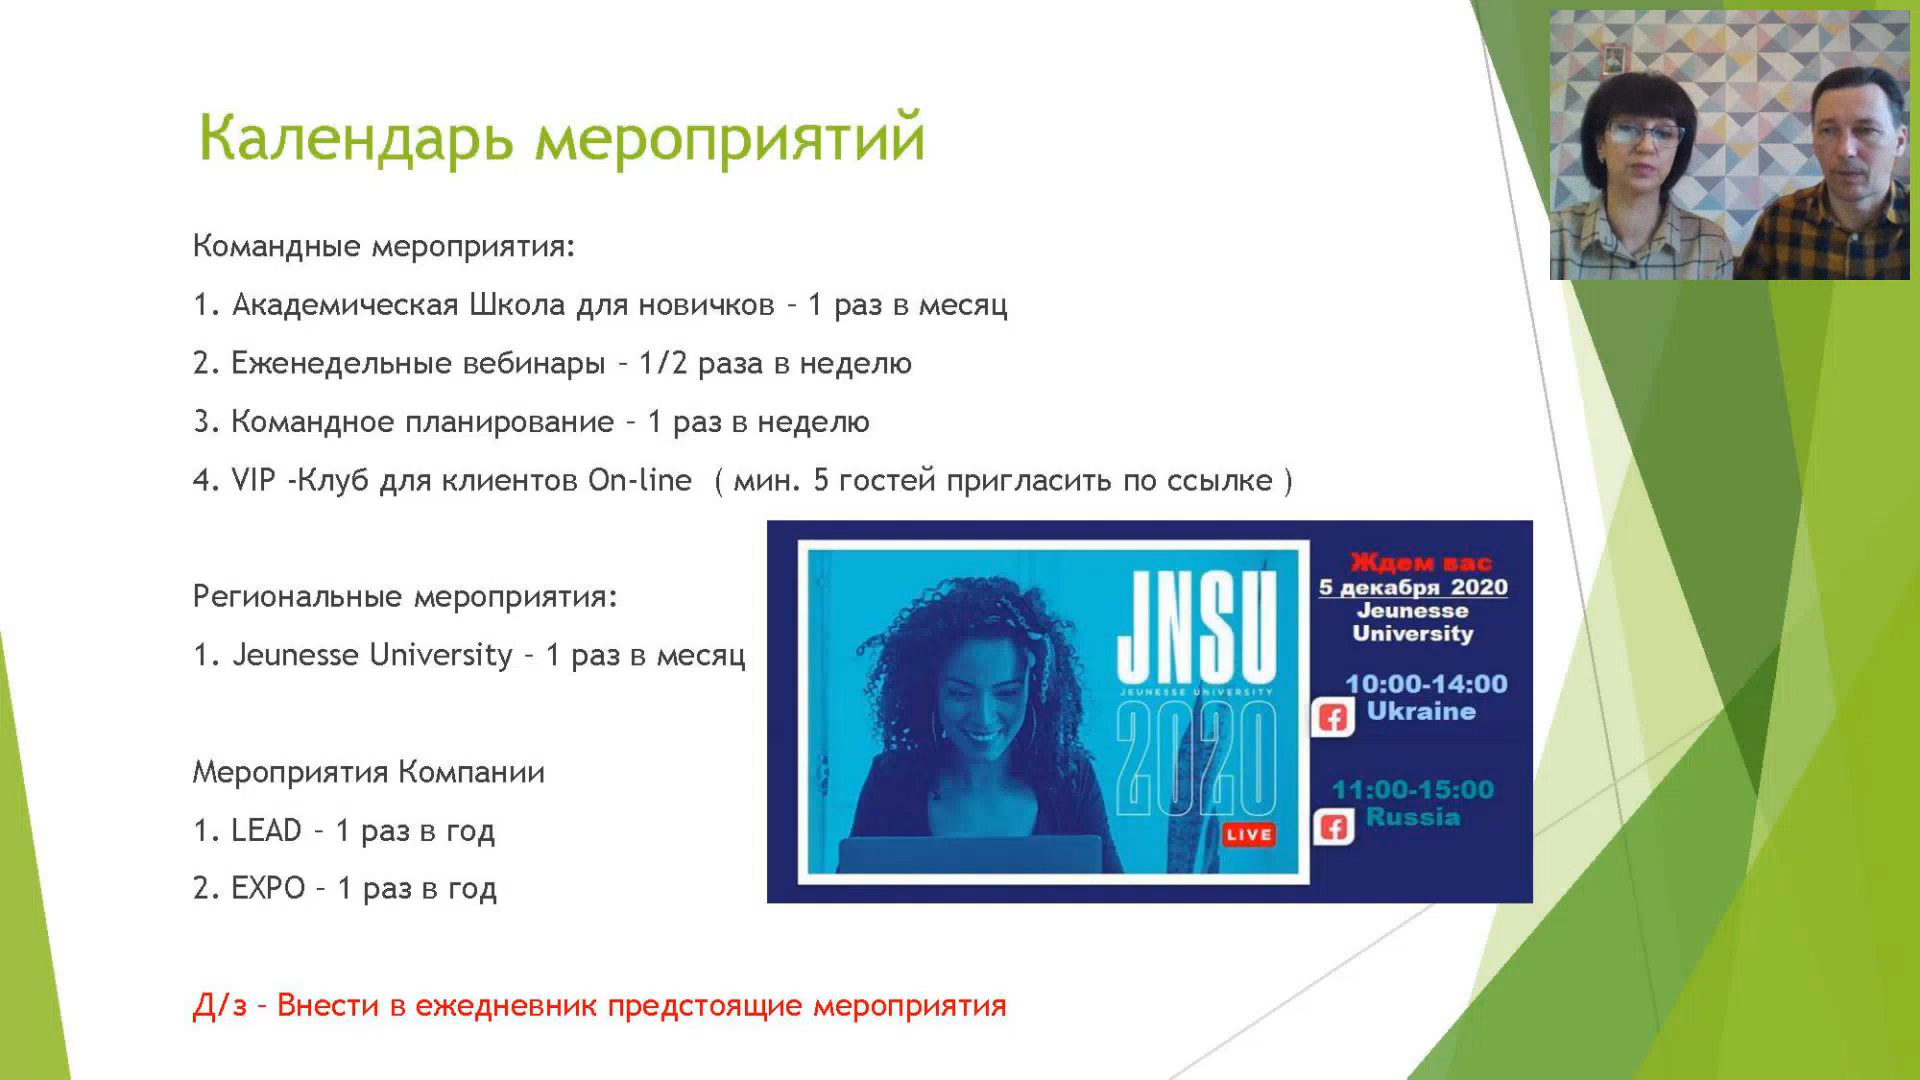 Календарь мероприятий
Командные мероприятия:
1. Академическая Школа для новичков – 1 раз в месяц
2. Еженедельные вебинары – 1/2 раза в неделю
3. Командное планирование – 1 раз в неделю
4. VIP -Клуб для клиентов On-line ( мин. 5 гостей пригласить по ссылке )
Региональные мероприятия:
1. Jeunesse University – 1 раз в месяц
Мероприятия Компании
1. LEAD – 1 раз в год
2. EXPO – 1 раз в год
Д/з – Внести в ежедневник предстоящие мероприятия
JNSU
JEUNESSE UNIVERSITY
2020
LIVE
Ждем вас
5 декабря 2020
Jeunesse
University
10:00-14:00
Ukraine
11:00-15:00
Russia